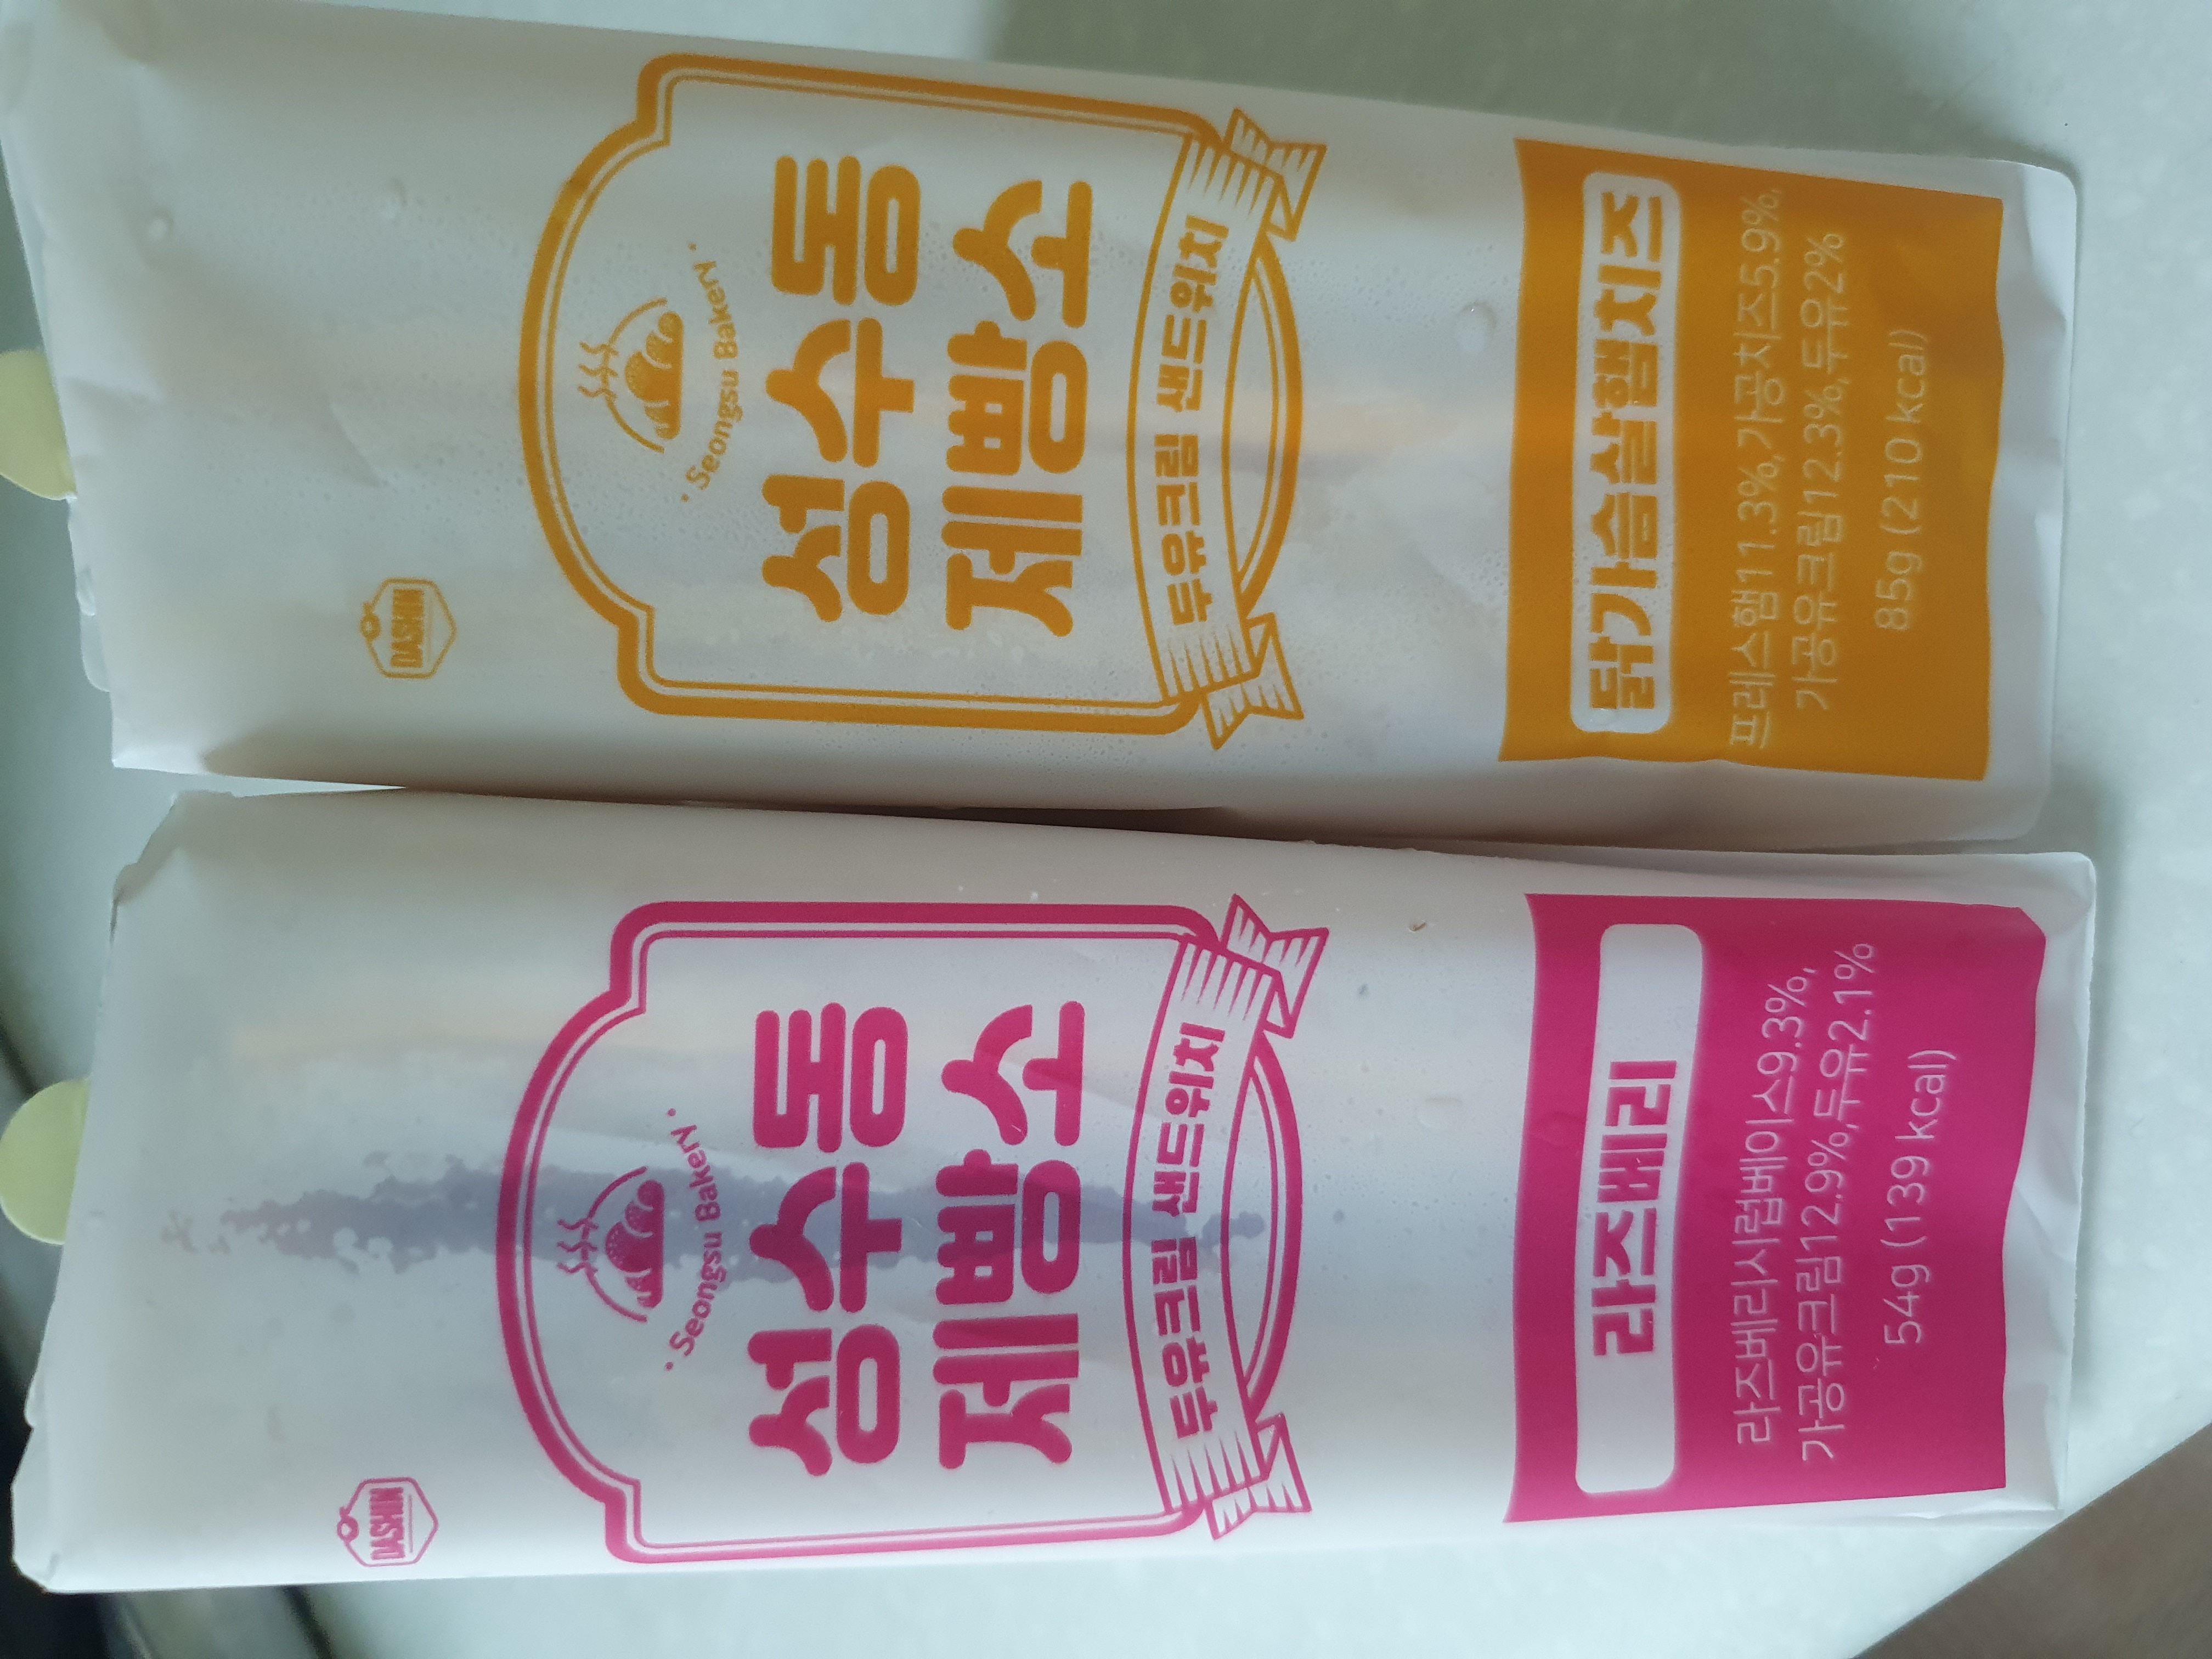 DASHIN
Seongsu Bakery
성수동
제빵소
두유크림 샌드위치
닭가슴살햄치즈
프레스햄11.3%,가공치즈5.9%,
가공유크림12.3%,두유2%
85g (210 kcal)
DASHIN
Seongsu Bakery
성수동
제빵소
두유크림 샌드위치
라즈베리
라즈베리시럽베이스9.3%,
가공유크림12.9%,두유2.1%
54g (139 kcal)